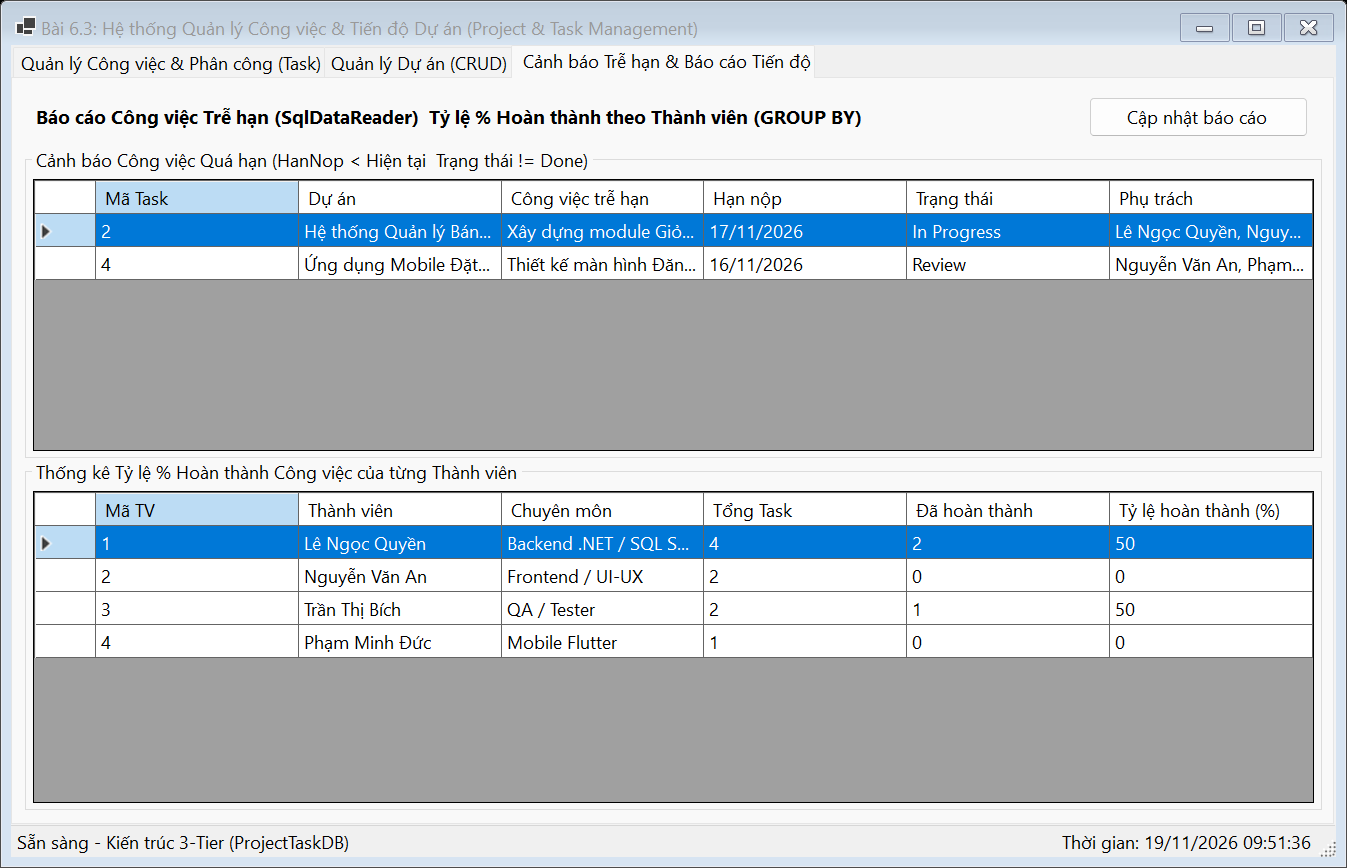 Bài 6.3: Hệ thống Quản lý Công việc & Tiến độ Dự án (Project & Task Management)
Quản lý Công việc & Phân công (Task) Quản lý Dự án (CRUD) Cảnh báo Trễ hạn & Báo cáo Tiến độ
Báo cáo Công việc Trễ hạn (SqlDataReader) Tỷ lệ % Hoàn thành theo Thành viên (GROUP BY) Cập nhật báo cáo
Cảnh báo Công việc Quá hạn (HanNop < Hiện tại Trạng thái != Done)
Mã Task Dự án Công việc trễ hạn Hạn nộp Trạng thái Phụ trách
2 Hệ thống Quản lý Bán... Xây dựng module Giỏ... 17/11/2026 In Progress Lê Ngọc Quyền, Nguy...
4 Ứng dụng Mobile Đặt... Thiết kế màn hình Đăn... 16/11/2026 Review Nguyễn Văn An, Phạm...
Thống kê Tỷ lệ % Hoàn thành Công việc của từng Thành viên
Mã TV Thành viên Chuyên môn Tổng Task Đã hoàn thành Tỷ lệ hoàn thành (%)
1 Lê Ngọc Quyền Backend .NET / SQL S... 4 2 50
2 Nguyễn Văn An Frontend / UI-UX 2 0 0
3 Trần Thị Bích QA / Tester 2 1 50
4 Phạm Minh Đức Mobile Flutter 1 0 0
Sẵn sàng - Kiến trúc 3-Tier (ProjectTaskDB) Thời gian: 19/11/2026 09:51:36